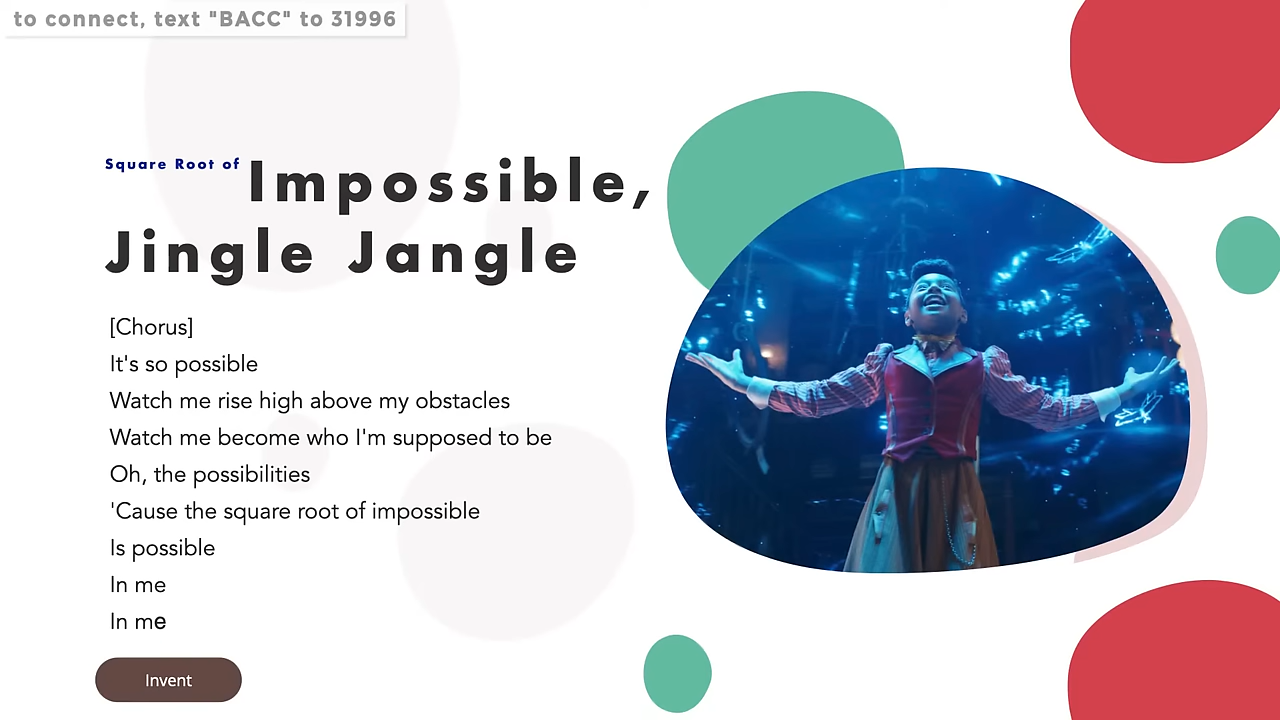 to connect, text "BACC" to 31996
Square Root of Impossible,
Jingle Jangle
[Chorus]
It's so possible
Watch me rise high above my obstacles
Watch me become who I'm supposed to be
Oh, the possibilities
'Cause the square root of impossible
Is possible
In me
In me
Invent